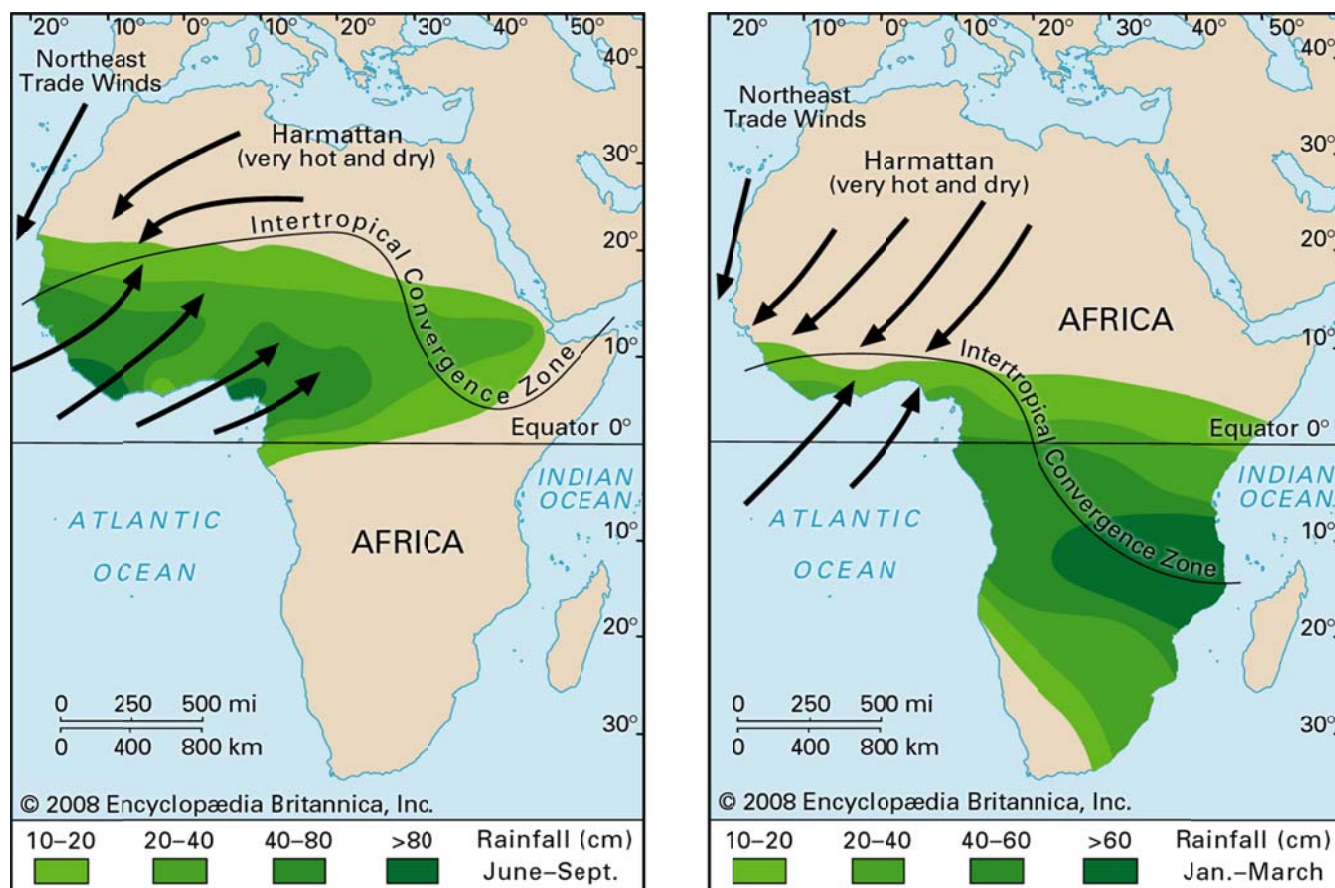 20° 10° 0° 10° 20° 30° 40° 50°
40°
Northeast
Trade Winds
Harmattan
(very hot and dry)
30°
Intertropical Convergence Zone
20°
10°
Equator 0°
INDIAN
OCEAN
ATLANTIC
OCEAN
AFRICA
10°
20°
0 250 500 mi
0 400 800 km
30°
© 2008 Encyclopædia Britannica, Inc.
10–20 20–40 40–80 >80 Rainfall (cm)
June–Sept.
20° 10° 0° 10° 20° 30° 40° 50°
40°
Northeast
Trade Winds
Harmattan
(very hot and dry)
30°
20°
AFRICA
10°
Intertropical Convergence Zone
Equator 0°
INDIAN
OCEAN
ATLANTIC
OCEAN
10°
20°
0 250 500 mi
0 400 800 km
30°
© 2008 Encyclopædia Britannica, Inc.
10–20 20–40 40–60 >60 Rainfall (cm)
Jan.–March